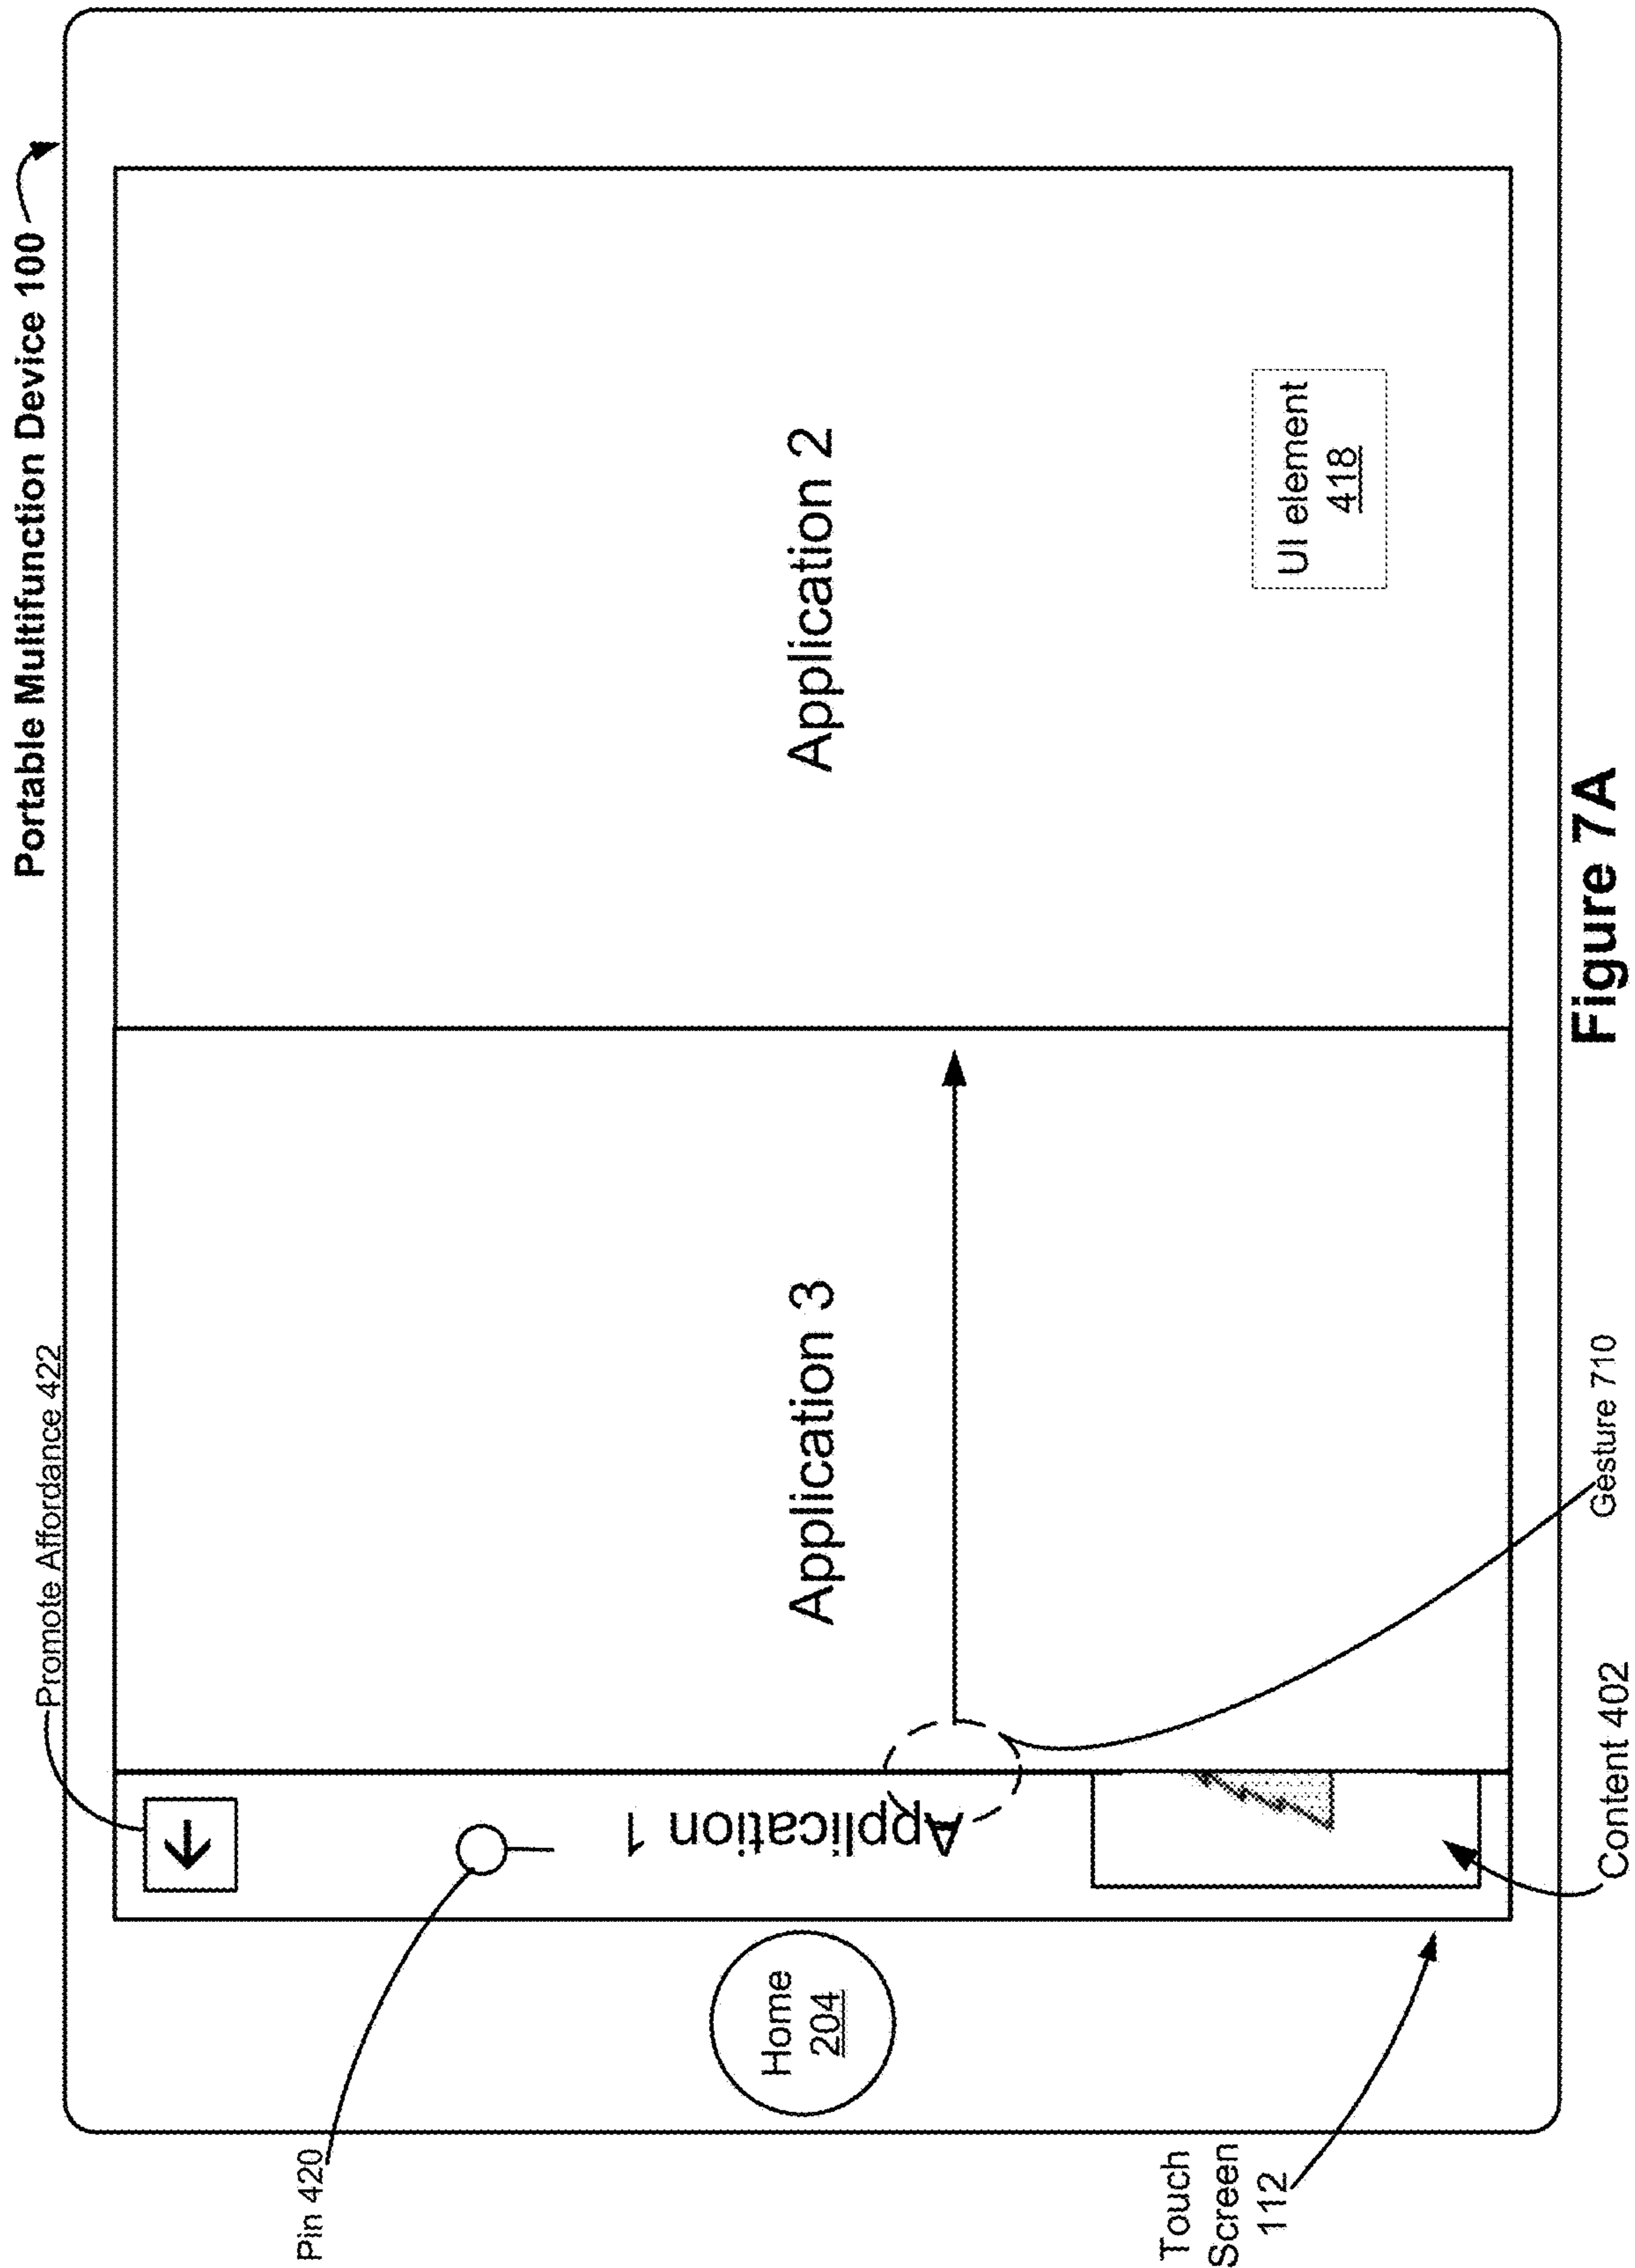 Portable Multifunction Device 100
Promote Affordance 422
Pin 420
Application 1
Application 3
Application 2
UI element
418
Home
204
Touch
Screen
112
Content 402
Gesture 710
Figure 7A